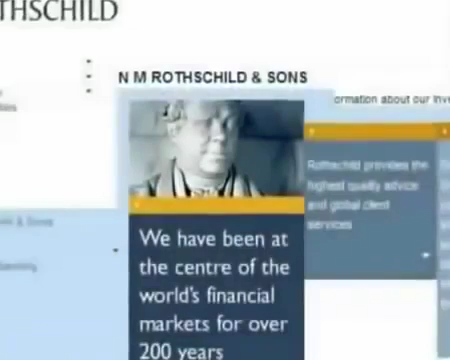 THSCHILD
N M ROTHSCHILD & SONS
ormation about our Inve
Rothschild provides the
highest quality advice
and global client
services
We have been at
the centre of the
world's financial
markets for over
200 years